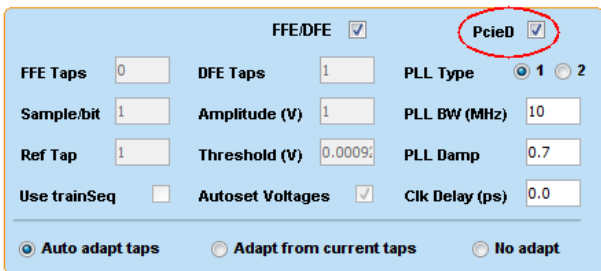 FFE/DFE PcieD
FFE Taps 0 DFE Taps 1 PLL Type 1 2
Sample/bit 1 Amplitude (V) 1 PLL BW (MHz) 10
Ref Tap 1 Threshold (V) 0.0009 PLL Damp 0.7
Use trainSeq Autoset Voltages Clk Delay (ps) 0.0
Auto adapt taps Adapt from current taps No adapt